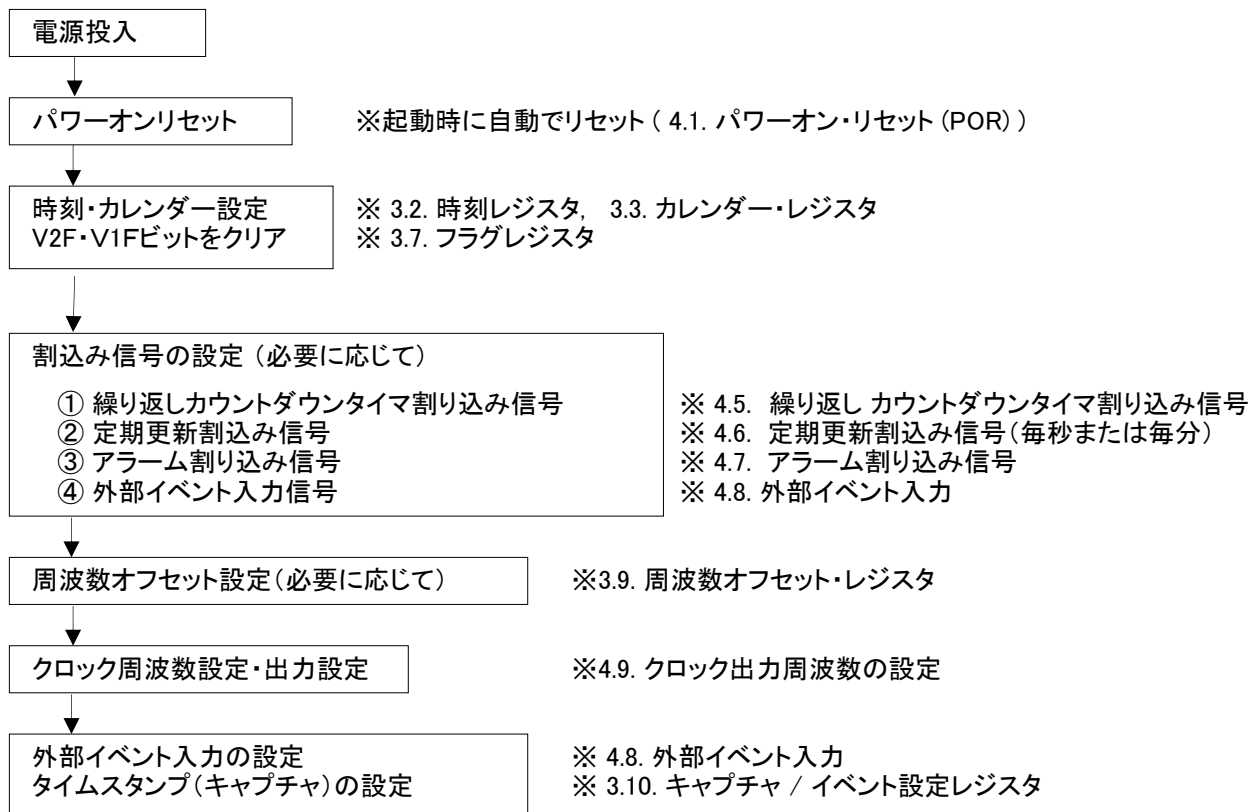 電源投入
パワーオンリセット ※起動時に自動でリセット ( 4.1. パワーオン・リセット (POR) )
時刻・カレンダー設定 ※ 3.2. 時刻レジスタ, 3.3. カレンダー・レジスタ
V2F・V1Fビットをクリア ※ 3.7. フラグレジスタ
割込み信号の設定 (必要に応じて)
① 繰り返しカウントダウンタイマ割り込み信号 ※ 4.5. 繰り返し カウントダウンタイマ割り込み信号
② 定期更新割込み信号 ※ 4.6. 定期更新割込み信号(毎秒または毎分)
③ アラーム割り込み信号 ※ 4.7. アラーム割り込み信号
④ 外部イベント入力信号 ※ 4.8. 外部イベント入力
周波数オフセット設定(必要に応じて) ※3.9. 周波数オフセット・レジスタ
クロック周波数設定・出力設定 ※4.9. クロック出力周波数の設定
外部イベント入力の設定 ※ 4.8. 外部イベント入力
タイムスタンプ(キャプチャ)の設定 ※ 3.10. キャプチャ / イベント設定レジスタ